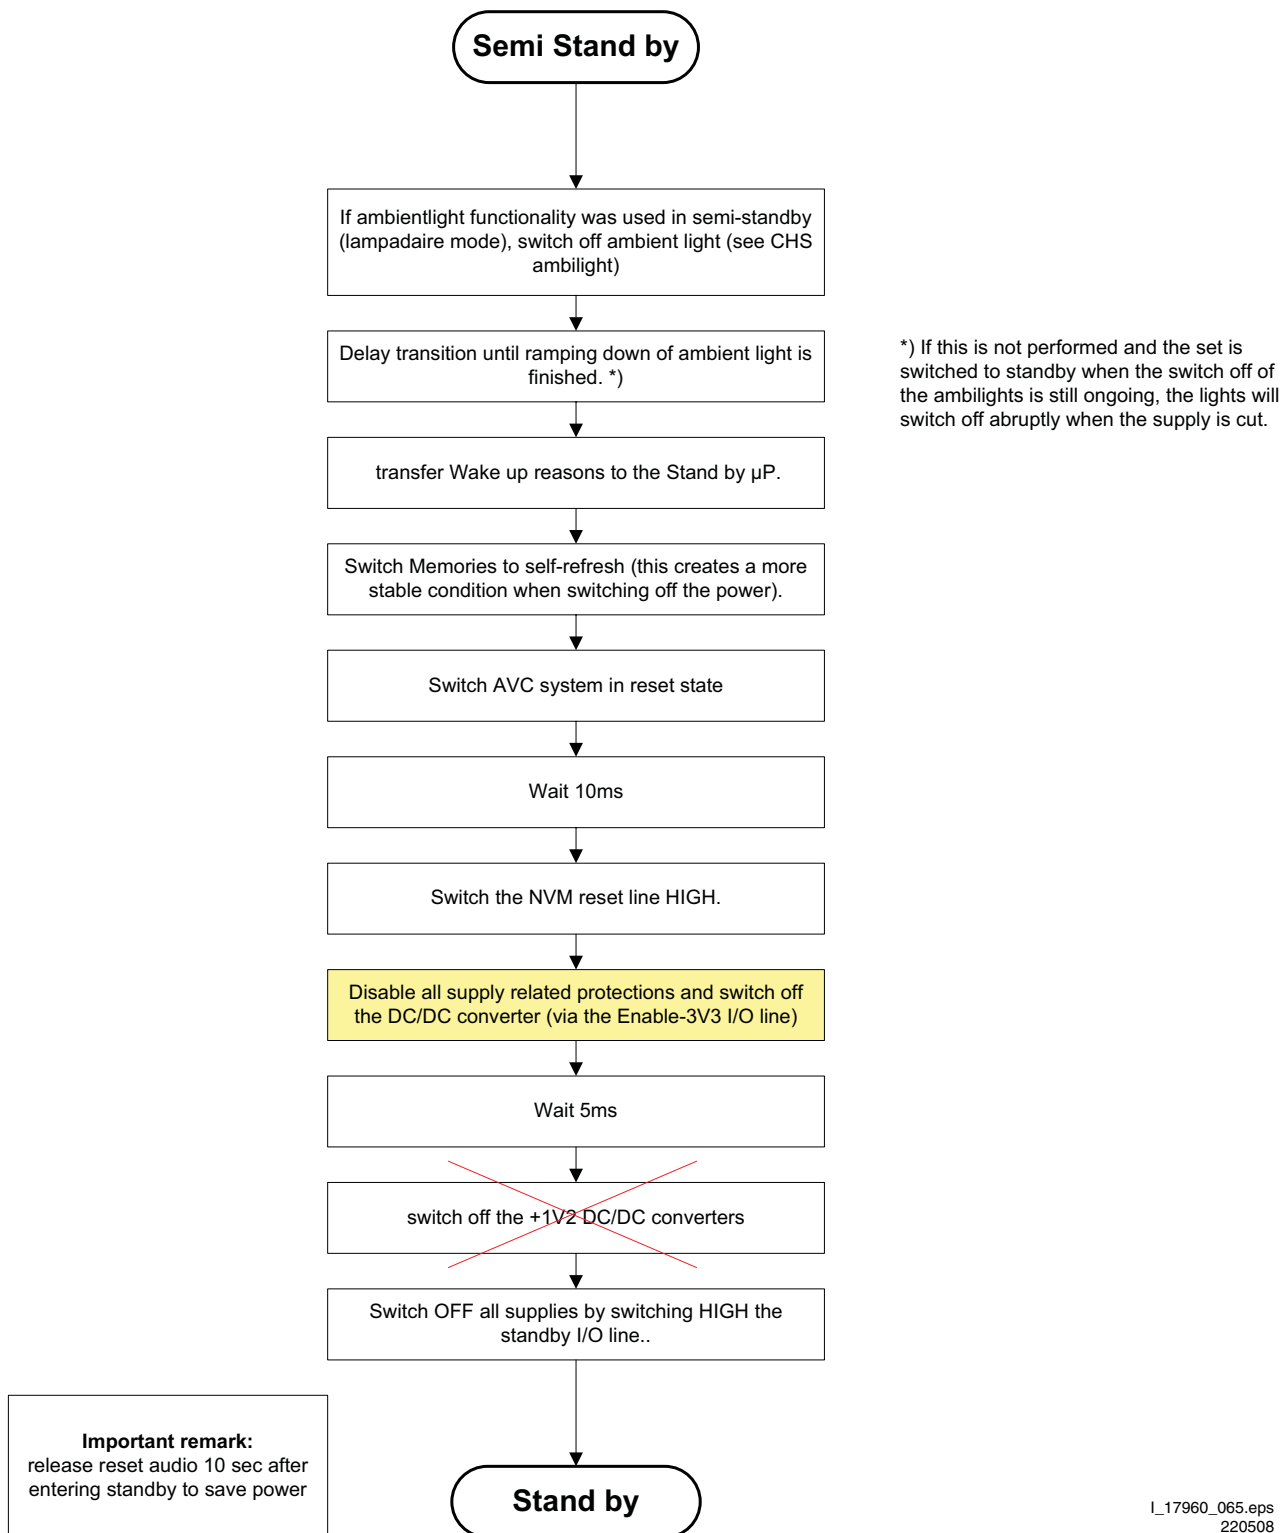 Semi Stand by
If ambientlight functionality was used in semi-standby
(lampadaire mode), switch off ambient light (see CHS
ambilight)
Delay transition until ramping down of ambient light is
finished. *)
*) If this is not performed and the set is
switched to standby when the switch off of
the ambilights is still ongoing, the lights will
switch off abruptly when the supply is cut.
transfer Wake up reasons to the Stand by µP.
Switch Memories to self-refresh (this creates a more
stable condition when switching off the power).
Switch AVC system in reset state
Wait 10ms
Switch the NVM reset line HIGH.
Disable all supply related protections and switch off
the DC/DC converter (via the Enable-3V3 I/O line)
Wait 5ms
switch off the +1V2 DC/DC converters
Switch OFF all supplies by switching HIGH the
standby I/O line..
Important remark:
release reset audio 10 sec after
entering standby to save power
Stand by
I_17960_065.eps
220508